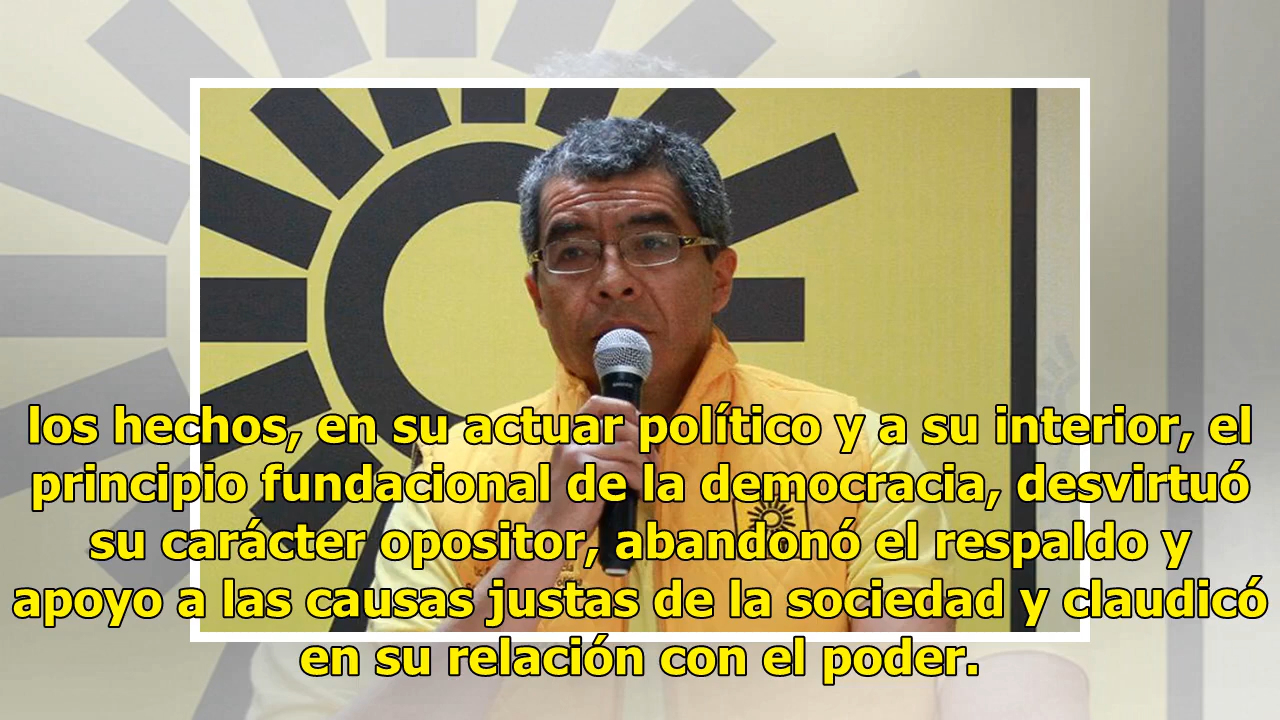 los hechos, en su actuar político y a su interior, el
principio fundacional de la democracia, desvirtuó
su carácter opositor, abandonó el respaldo y
apoyo a las causas justas de la sociedad y claudicó
en su relación con el poder.